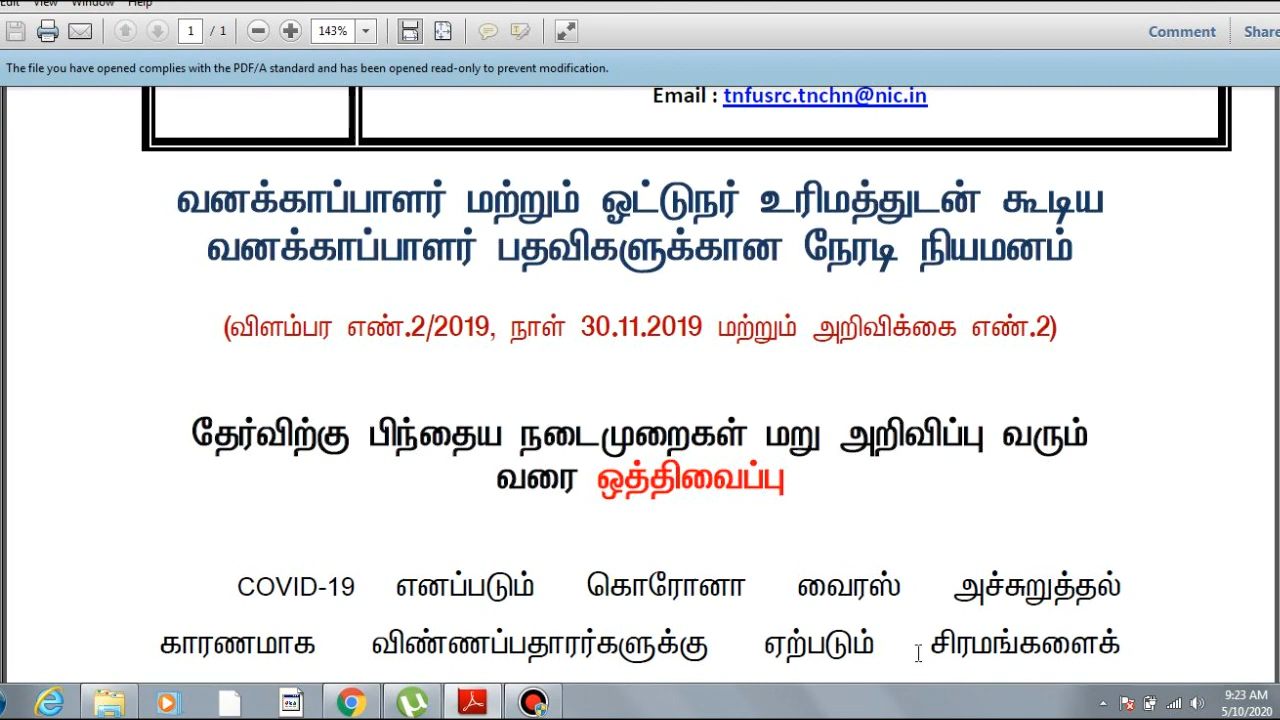 Edit View Window Help
1 / 1 143% Comment Share
The file you have opened complies with the PDF/A standard and has been opened read-only to prevent modification.
Email : tnfusrc.tnchn@nic.in
வனக்காப்பாளர் மற்றும் ஓட்டுநர் உரிமத்துடன் கூடிய
வனக்காப்பாளர் பதவிகளுக்கான நேரடி நியமனம்
(விளம்பர எண்.2/2019, நாள் 30.11.2019 மற்றும் அறிவிக்கை எண்.2)
தேர்விற்கு பிந்தைய நடைமுறைகள் மறு அறிவிப்பு வரும்
வரை ஒத்திவைப்பு
COVID-19 எனப்படும் கொரோனா வைரஸ் அச்சுறுத்தல்
காரணமாக விண்ணப்பதாரர்களுக்கு ஏற்படும் சிரமங்களைக்
9:23 AM
5/10/2020